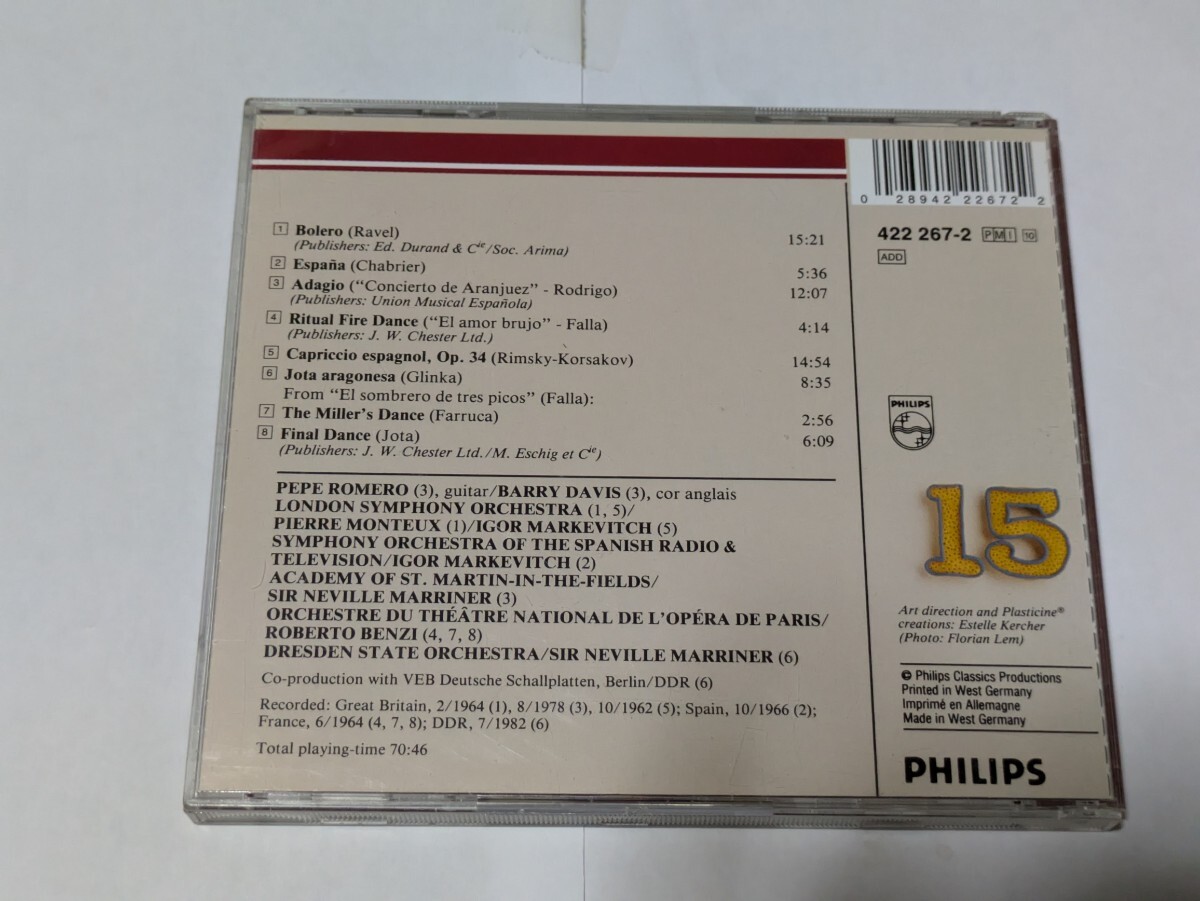 1 Bolero (Ravel) 15:21
(Publishers: Ed. Durand & Cie/Soc. Arima)
2 España (Chabrier) 5:36
3 Adagio ("Concierto de Aranjuez" - Rodrigo) 12:07
(Publishers: Union Musical Española)
4 Ritual Fire Dance ("El amor brujo" - Falla) 4:14
(Publishers: J. W. Chester Ltd.)
5 Capriccio espagnol, Op. 34 (Rimsky-Korsakov) 14:54
6 Jota aragonesa (Glinka) 8:35
From "El sombrero de tres picos" (Falla):
7 The Miller's Dance (Farruca) 2:56
8 Final Dance (Jota) 6:09
(Publishers: J. W. Chester Ltd./M. Eschig et Cie)
PEPE ROMERO (3), guitar/BARRY DAVIS (3), cor anglais
LONDON SYMPHONY ORCHESTRA (1, 5)/
PIERRE MONTEUX (1)/IGOR MARKEVITCH (5)
SYMPHONY ORCHESTRA OF THE SPANISH RADIO &
TELEVISION/IGOR MARKEVITCH (2)
ACADEMY OF ST. MARTIN-IN-THE-FIELDS/
SIR NEVILLE MARRINER (3)
ORCHESTRE DU THÉÂTRE NATIONAL DE L'OPÉRA DE PARIS/
ROBERTO BENZI (4, 7, 8)
DRESDEN STATE ORCHESTRA/SIR NEVILLE MARRINER (6)
Co-production with VEB Deutsche Schallplatten, Berlin/DDR (6)
Recorded: Great Britain, 2/1964 (1), 8/1978 (3), 10/1962 (5); Spain, 10/1966 (2);
France, 6/1964 (4, 7, 8); DDR, 7/1982 (6)
Total playing-time 70:46
0 28942 22672 2
422 267-2 PMI 10
ADD
PHILIPS
15
Art direction and Plasticine®
creations: Estelle Kercher
(Photo: Florian Lem)
© Philips Classics Productions
Printed in West Germany
Imprimé en Allemagne
Made in West Germany
PHILIPS